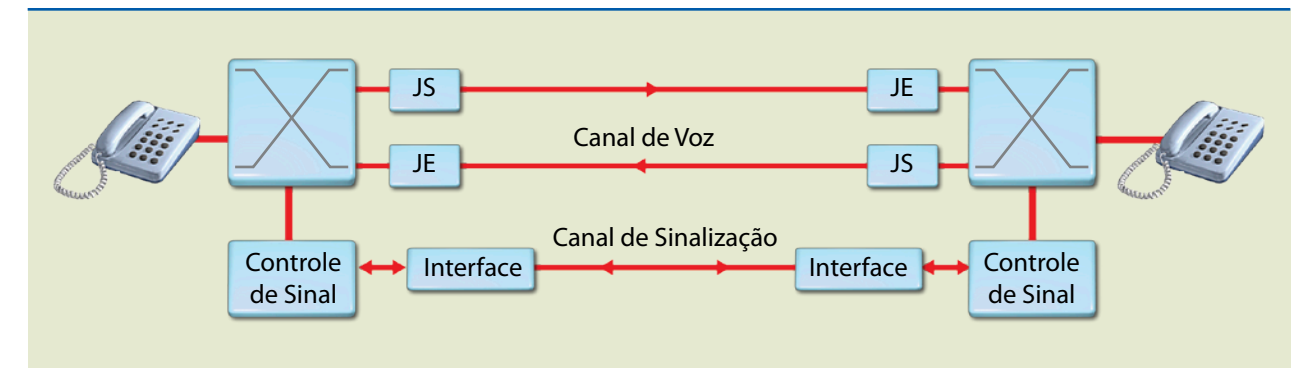 JS
JE
Canal de Voz
JE
JS
Canal de Sinalização
Controle
de Sinal
Interface
Interface
Controle
de Sinal